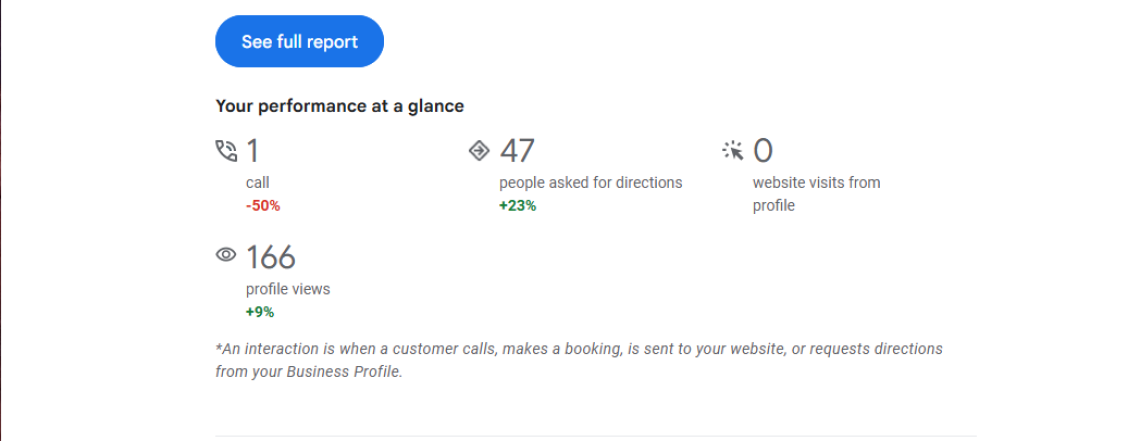 See full report
Your performance at a glance
1
call
-50%
47
people asked for directions
+23%
0
website visits from
profile
166
profile views
+9%
*An interaction is when a customer calls, makes a booking, is sent to your website, or requests directions
from your Business Profile.